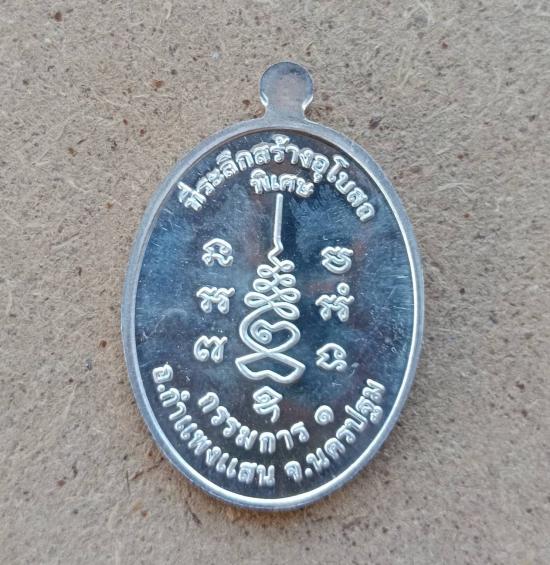 ที่ระลึกสร้างอุโบสถ
พิเศษ
กรรมการ ๑
อ.กำแพงแสน จ.นครปฐม